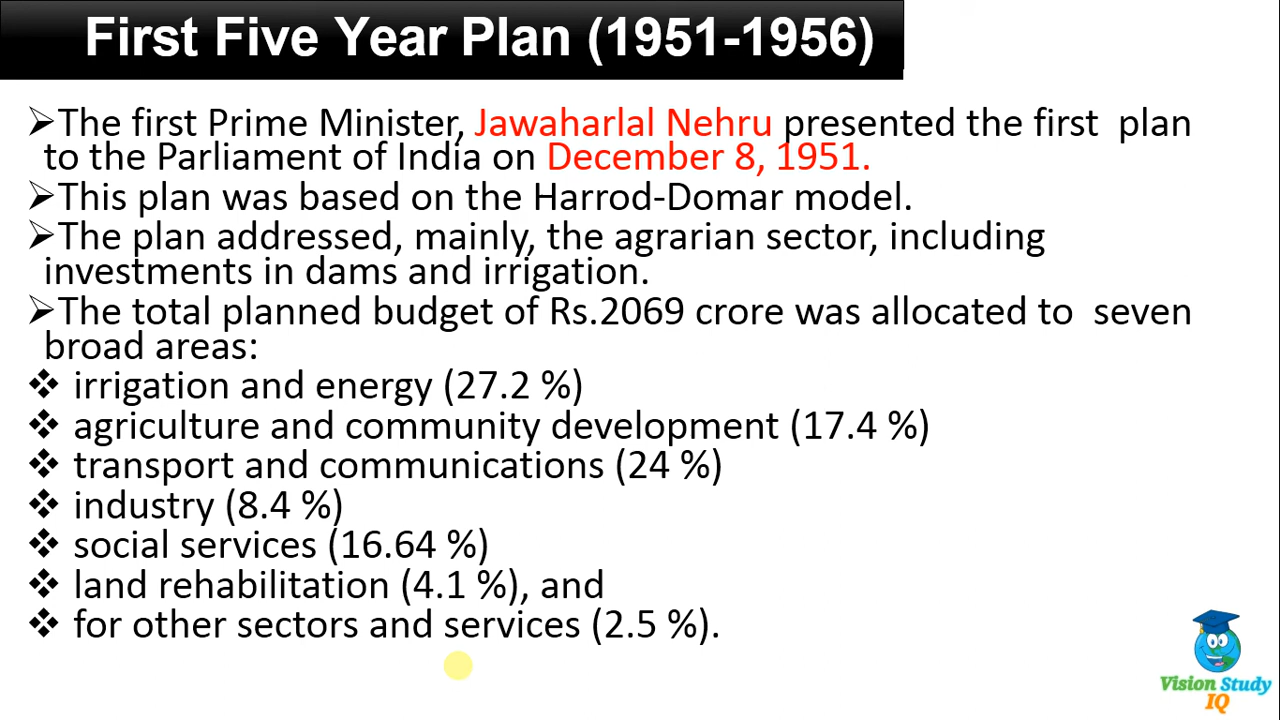 First Five Year Plan (1951-1956)
➢The first Prime Minister, Jawaharlal Nehru presented the first plan
to the Parliament of India on December 8, 1951.
➢This plan was based on the Harrod-Domar model.
➢The plan addressed, mainly, the agrarian sector, including
investments in dams and irrigation.
➢The total planned budget of Rs.2069 crore was allocated to seven
broad areas:
❖ irrigation and energy (27.2 %)
❖ agriculture and community development (17.4 %)
❖ transport and communications (24 %)
❖ industry (8.4 %)
❖ social services (16.64 %)
❖ land rehabilitation (4.1 %), and
❖ for other sectors and services (2.5 %).
Vision Study
IQ